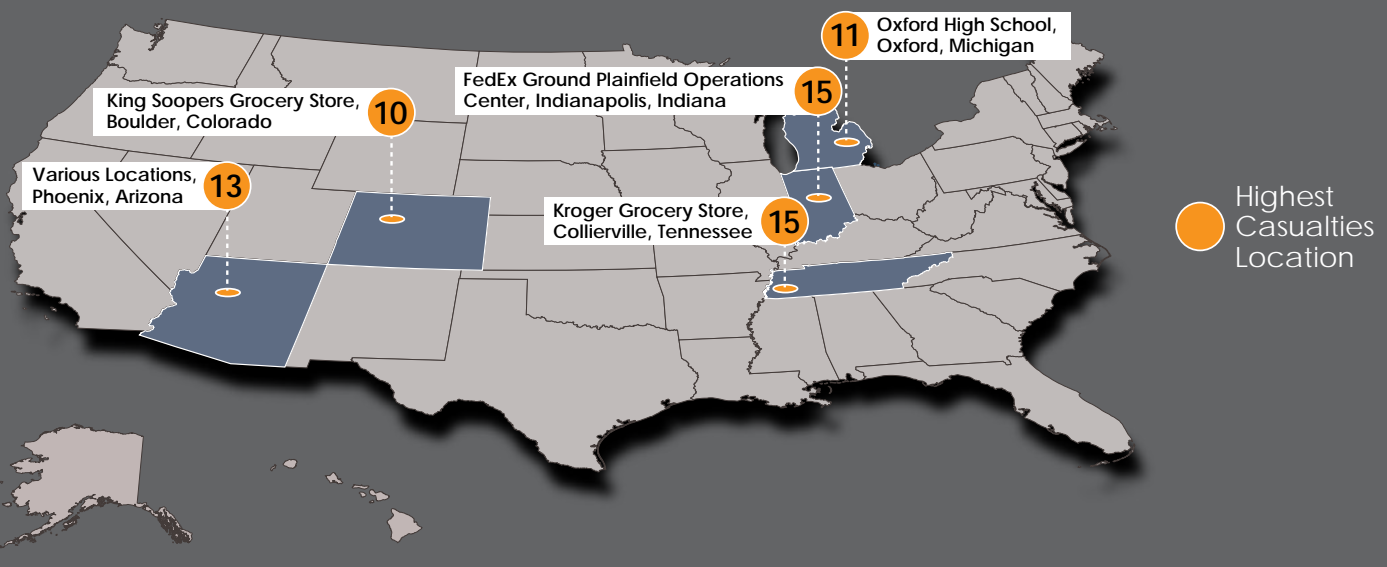 11
Oxford High School,
Oxford, Michigan
FedEx Ground Plainfield Operations
Center, Indianapolis, Indiana
15
King Soopers Grocery Store,
Boulder, Colorado
10
Various Locations,
Phoenix, Arizona
13
Kroger Grocery Store,
Collierville, Tennessee
15
Highest
Casualties
Location